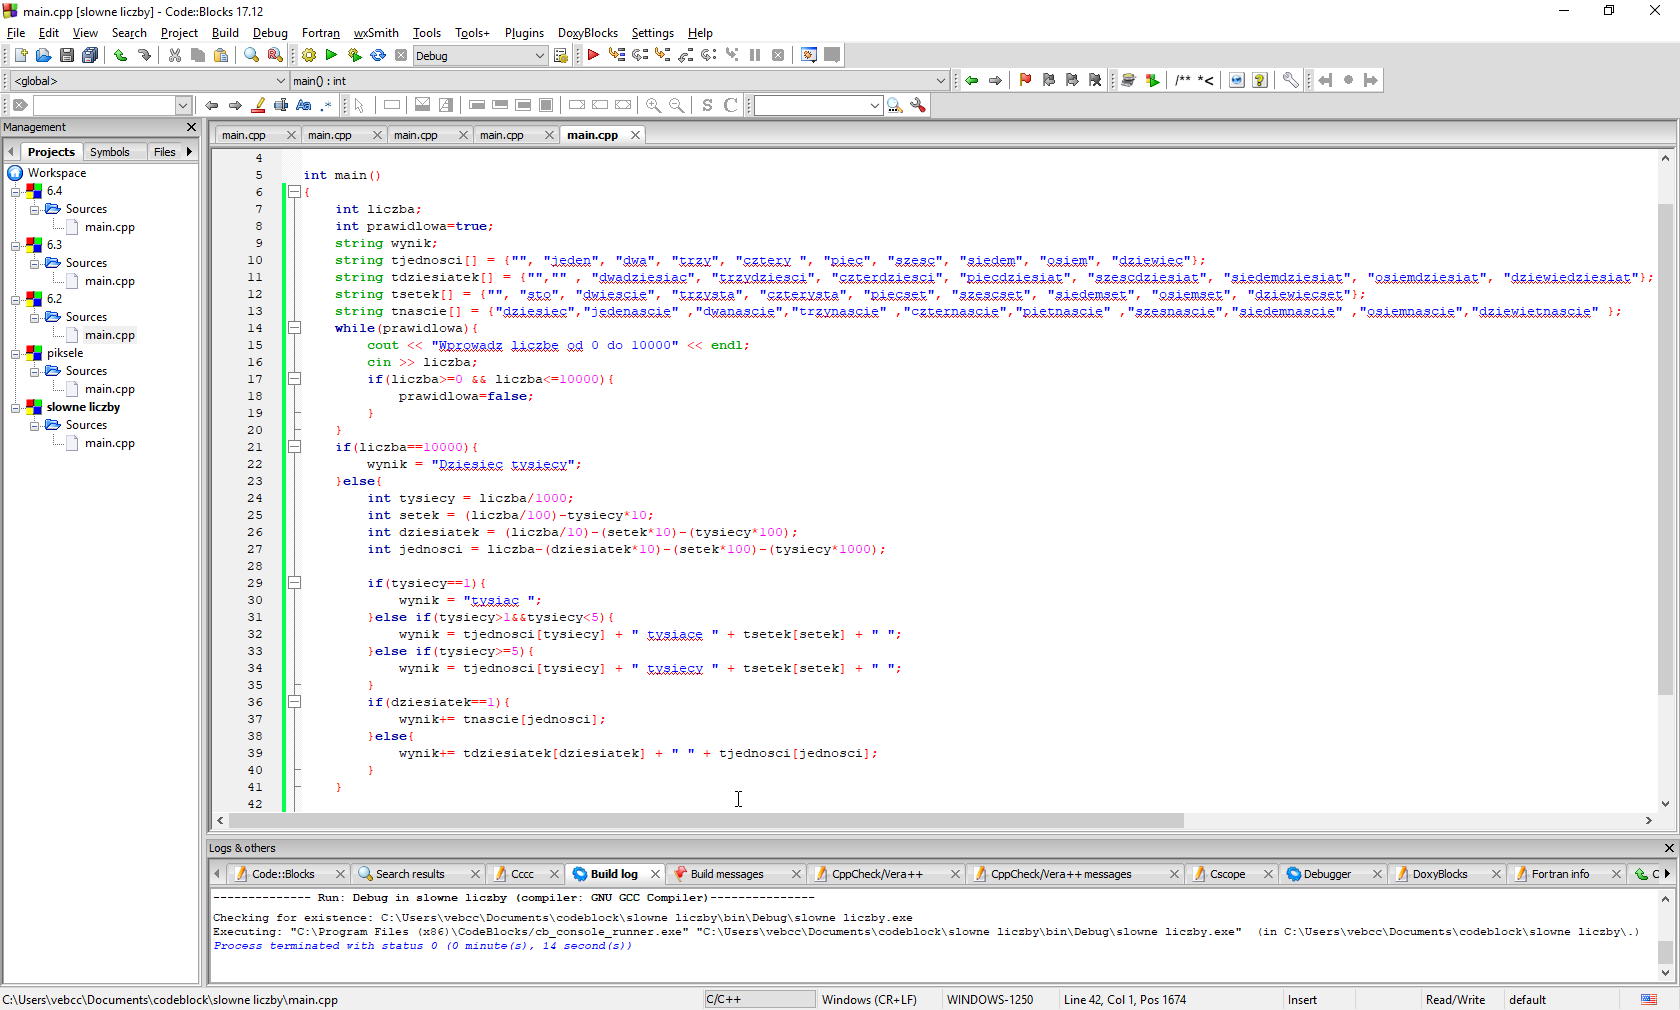 main.cpp [slowne liczby] - Code::Blocks 17.12
File Edit View Search Project Build Debug Fortran wxSmith Tools Tools+ Plugins DoxyBlocks Settings Help
Debug
<global> main() : int
/** *<
Aa .* S C
Management
Projects Symbols Files
Workspace
6.4
Sources
main.cpp
6.3
Sources
main.cpp
6.2
Sources
main.cpp
piksele
Sources
main.cpp
slowne liczby
Sources
main.cpp
main.cpp main.cpp main.cpp main.cpp main.cpp
4
5 int main()
6 {
7 int liczba;
8 int prawidlowa=true;
9 string wynik;
10 string tjednosci[] = {"", "jeden", "dwa", "trzy", "cztery ", "piec", "szesc", "siedem", "osiem", "dziewiec"};
11 string tdziesiatek[] = {"","" , "dwadziesiac", "trzydziesci", "czterdziesci", "piecdziesiat", "szescdziesiat", "siedemdziesiat", "osiemdziesiat", "dziewiedziesiat"};
12 string tsetek[] = {"", "sto", "dwiescie", "trzysta", "czterysta", "piecset", "szescset", "siedemset", "osiemset", "dziewiecset"};
13 string tnascie[] = {"dziesiec","jedenascie" ,"dwanascie","trzynascie" ,"czternascie","pietnascie" ,"szesnascie","siedemnascie" ,"osiemnascie","dziewietnascie" };
14 while(prawidlowa){
15 cout << "Wprowadz liczbe od 0 do 10000" << endl;
16 cin >> liczba;
17 if(liczba>=0 && liczba<=10000){
18 prawidlowa=false;
19 }
20 }
21 if(liczba==10000){
22 wynik = "Dziesiec tysiecy";
23 }else{
24 int tysiecy = liczba/1000;
25 int setek = (liczba/100)-tysiecy*10;
26 int dziesiatek = (liczba/10)-(setek*10)-(tysiecy*100);
27 int jednosci = liczba-(dziesiatek*10)-(setek*100)-(tysiecy*1000);
28
29 if(tysiecy==1){
30 wynik = "tysiac ";
31 }else if(tysiecy>1&&tysiecy<5){
32 wynik = tjednosci[tysiecy] + " tysiace " + tsetek[setek] + " ";
33 }else if(tysiecy>=5){
34 wynik = tjednosci[tysiecy] + " tysiecy " + tsetek[setek] + " ";
35 }
36 if(dziesiatek==1){
37 wynik+= tnascie[jednosci];
38 }else{
39 wynik+= tdziesiatek[dziesiatek] + " " + tjednosci[jednosci];
40 }
41 }
42
Logs & others
Code::Blocks Search results Cccc Build log Build messages CppCheck/Vera++ CppCheck/Vera++ messages Cscope Debugger DoxyBlocks Fortran info C
-------------- Run: Debug in slowne liczby (compiler: GNU GCC Compiler)---------------
Checking for existence: C:\Users\vebcc\Documents\codeblock\slowne liczby\bin\Debug\slowne liczby.exe
Executing: "C:\Program Files (x86)\CodeBlocks/cb_console_runner.exe" "C:\Users\vebcc\Documents\codeblock\slowne liczby\bin\Debug\slowne liczby.exe"  (in C:\Users\vebcc\Documents\codeblock\slowne liczby\.)
Process terminated with status 0 (0 minute(s), 14 second(s))
C:\Users\vebcc\Documents\codeblock\slowne liczby\main.cpp C/C++ Windows (CR+LF) WINDOWS-1250 Line 42, Col 1, Pos 1674 Insert Read/Write default